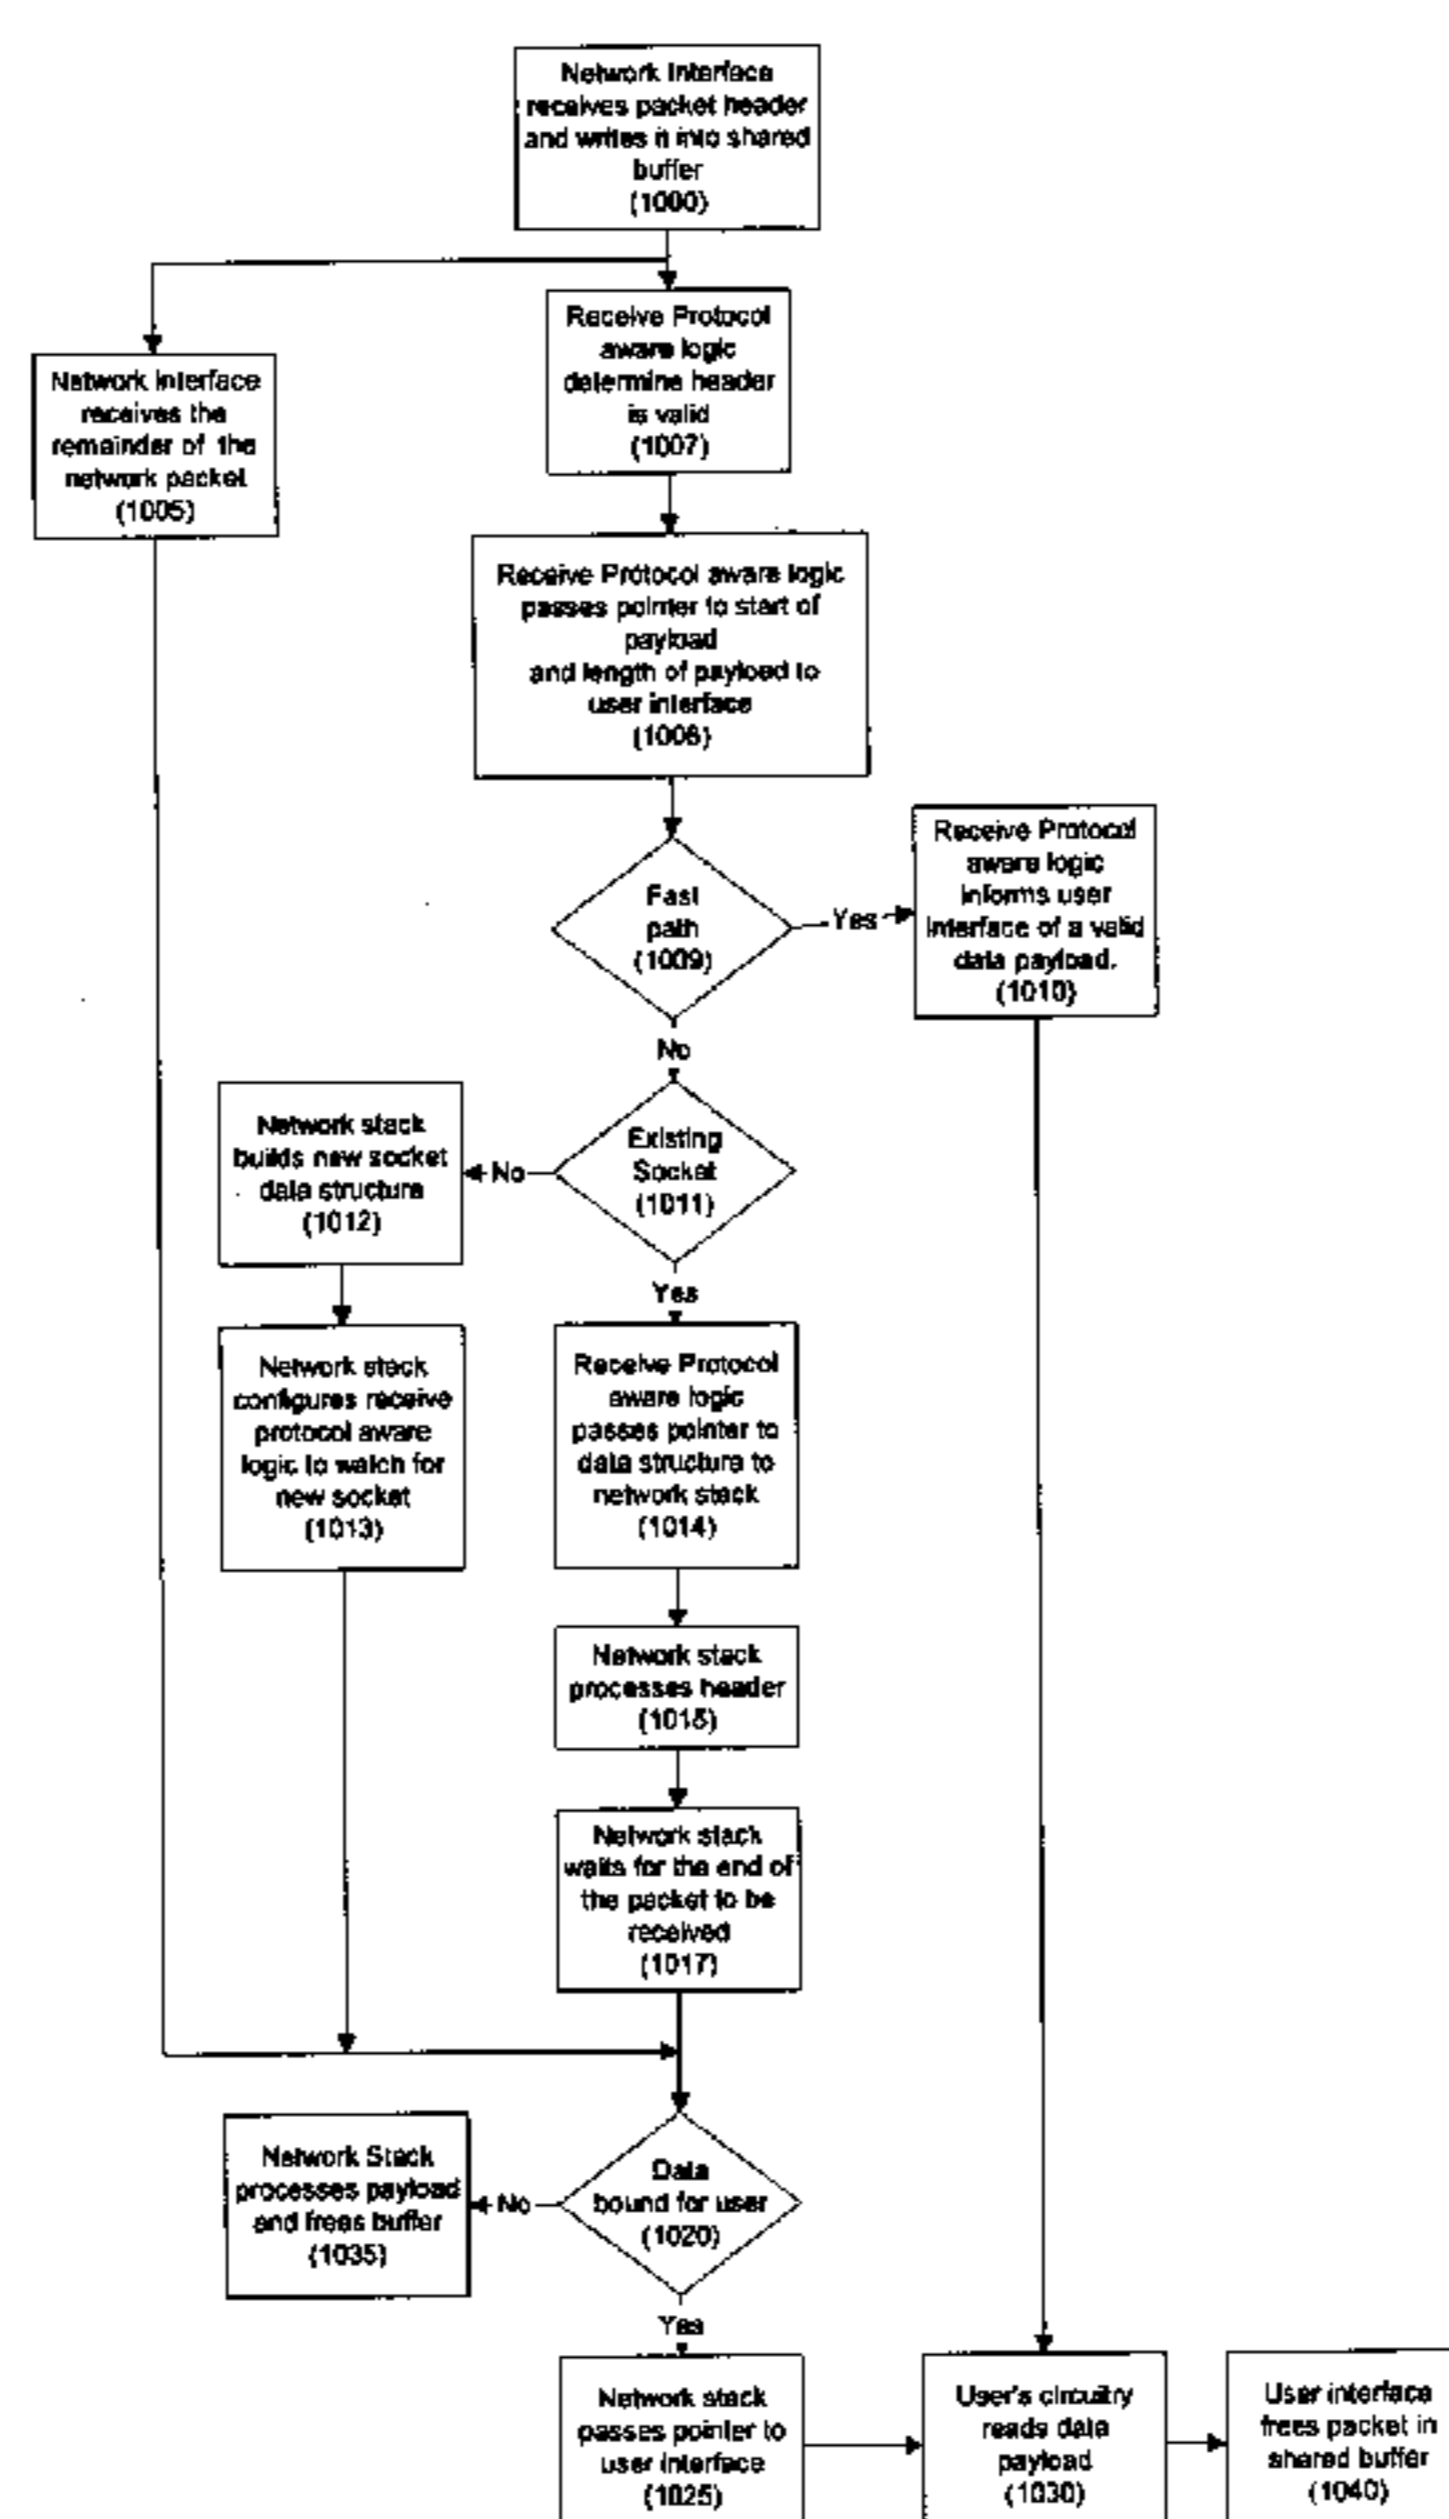 Network Interface
receives packet header
and writes it into shared
buffer
(1000)
Receive Protocol
aware logic
determine header
is valid
(1007)
Network Interface
receives the
remainder of the
network packet
(1005)
Receive Protocol aware logic
passes pointer to start of
payload
and length of payload to
user interface
(1008)
Fast
path
(1009)
Yes
Receive Protocol
aware logic
informs user
interface of a valid
data payload.
(1010)
No
Existing
Socket
(1011)
No
Network stack
builds new socket
data structure
(1012)
Yes
Network stack
configures receive
protocol aware
logic to watch for
new socket
(1013)
Receive Protocol
aware logic
passes pointer to
data structure to
network stack
(1014)
Network stack
processes header
(1015)
Network stack
waits for the end of
the packet to be
received
(1017)
Data
bound for user
(1020)
No
Network Stack
processes payload
and frees buffer
(1035)
Yes
Network stack
passes pointer to
user interface
(1025)
User's circuitry
reads data
payload
(1030)
User interface
frees packet in
shared buffer
(1040)